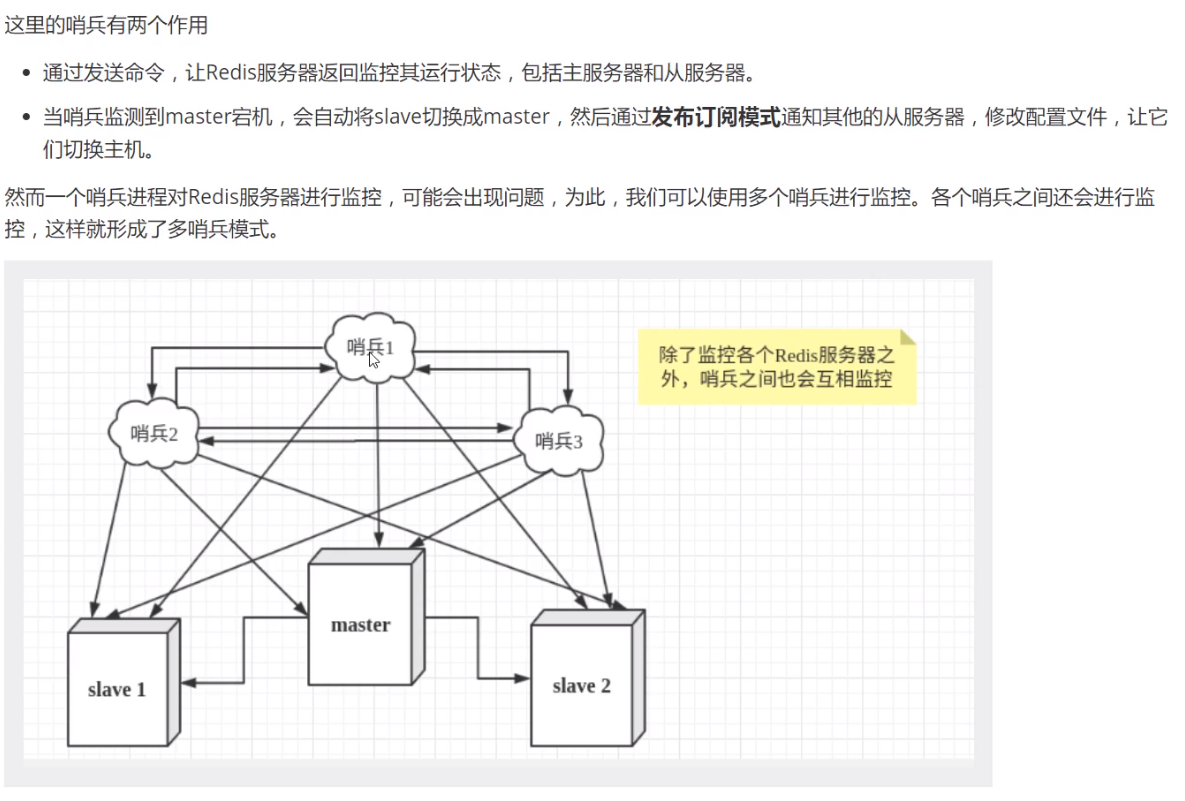 这里的哨兵有两个作用
通过发送命令，让Redis服务器返回监控其运行状态，包括主服务器和从服务器。
当哨兵监测到master宕机，会自动将slave切换成master，然后通过发布订阅模式通知其他的从服务器，修改配置文件，让它
们切换主机。
然而一个哨兵进程对Redis服务器进行监控，可能会出现问题，为此，我们可以使用多个哨兵进行监控。各个哨兵之间还会进行监
控，这样就形成了多哨兵模式。
哨兵1
除了监控各个Redis服务器之
外，哨兵之间也会互相监控
哨兵2
哨兵3
master
slave 1
slave 2